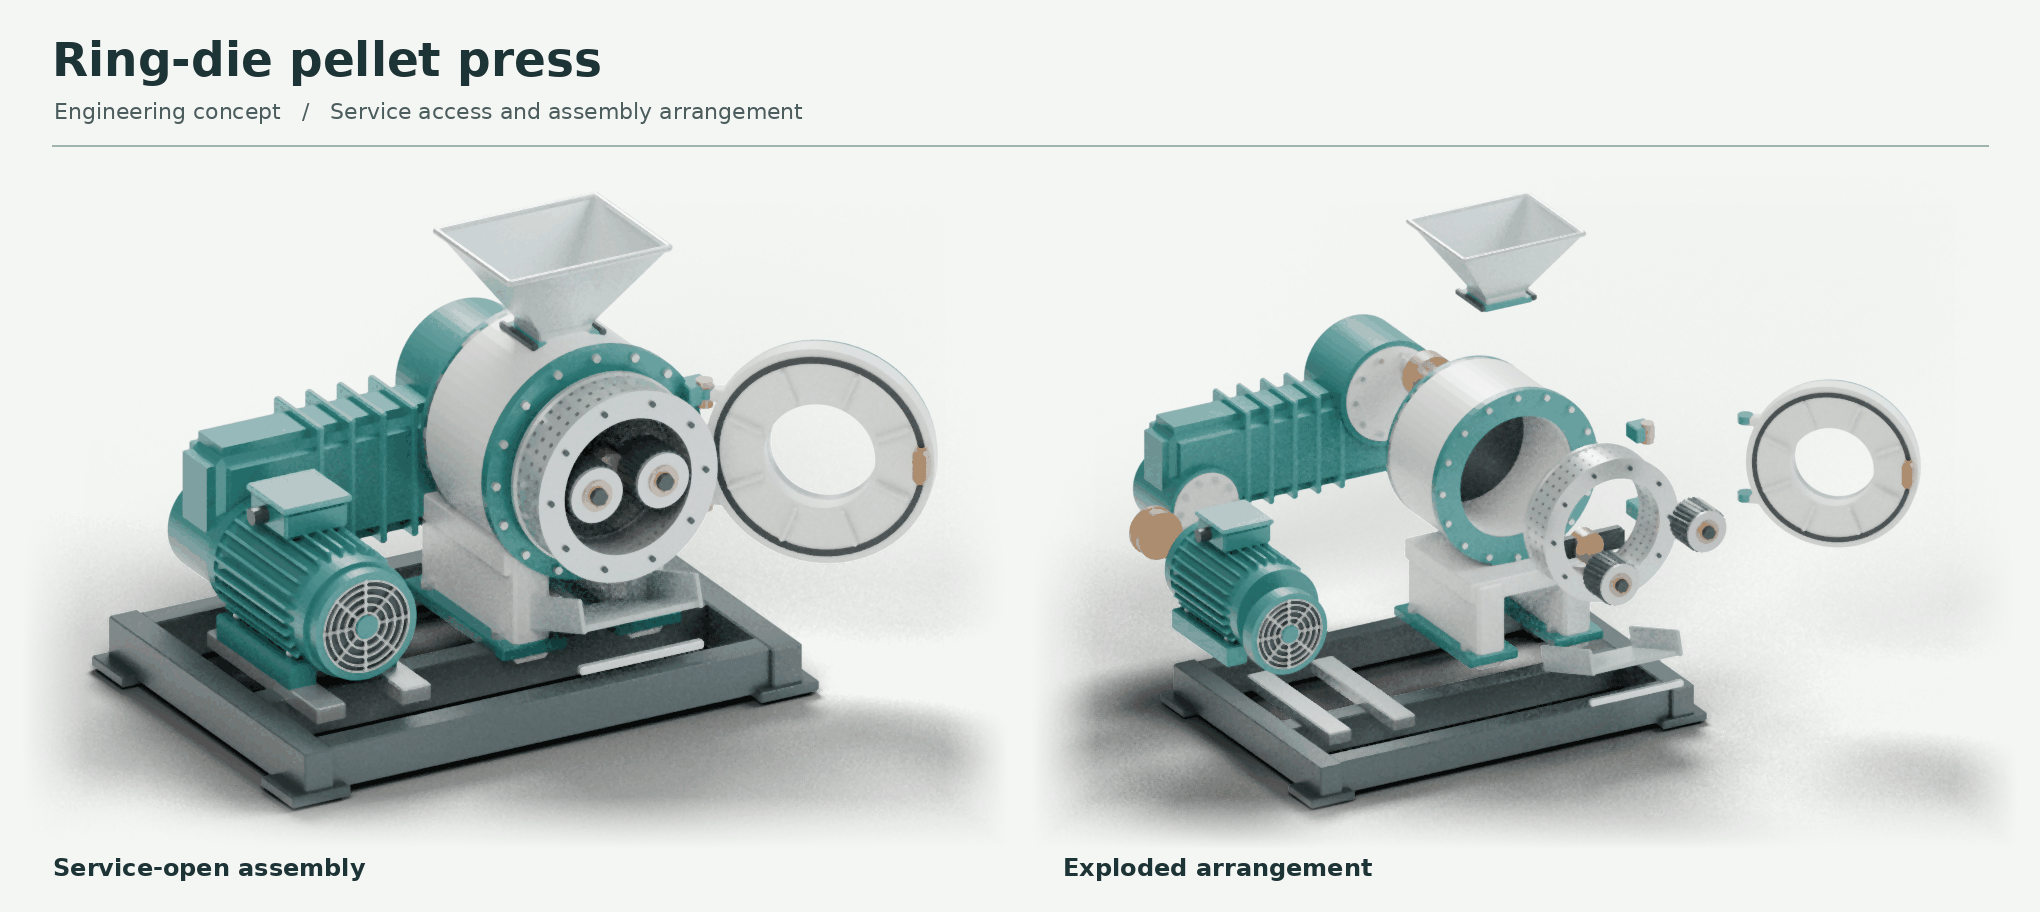 Ring-die pellet press
Engineering concept / Service access and assembly arrangement
Service-open assembly
Exploded arrangement